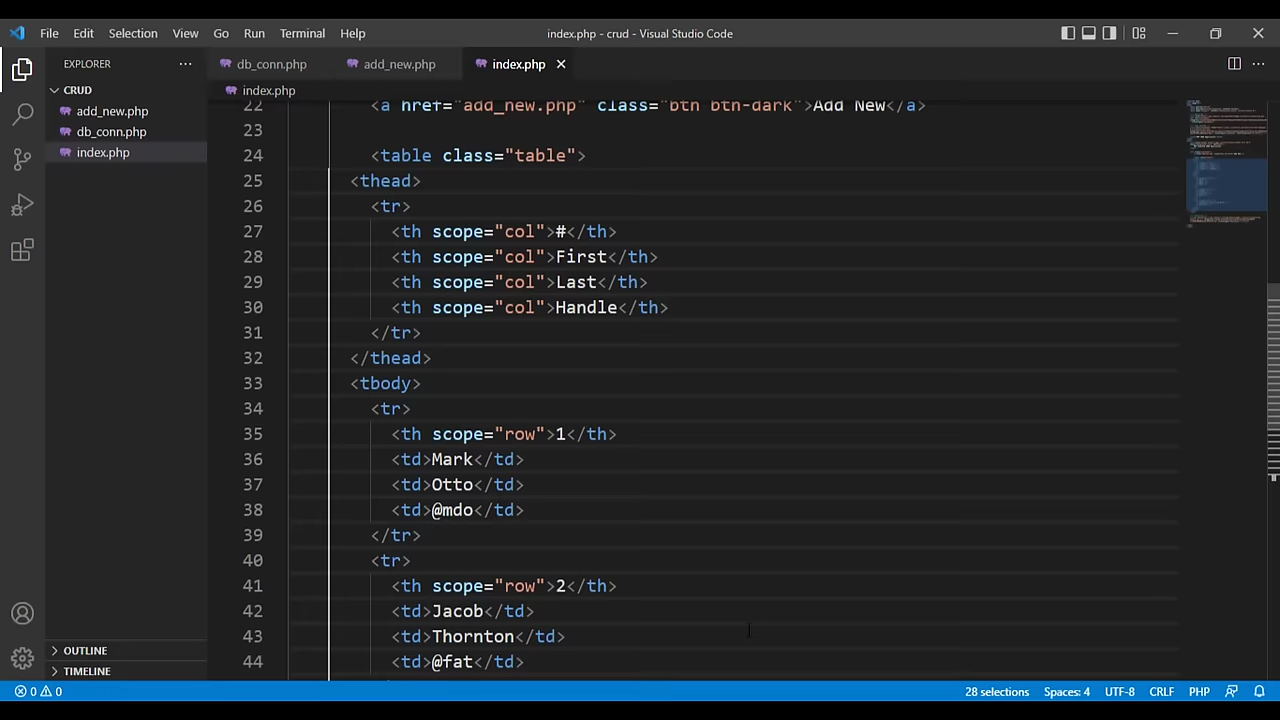 File Edit Selection View Go Run Terminal Help index.php - crud - Visual Studio Code
EXPLORER
db_conn.php add_new.php index.php
CRUD
add_new.php
db_conn.php
index.php
index.php
22 <a href="add_new.php" class="btn btn-dark">Add New</a>
23
24 <table class="table">
25 <thead>
26 <tr>
27 <th scope="col">#</th>
28 <th scope="col">First</th>
29 <th scope="col">Last</th>
30 <th scope="col">Handle</th>
31 </tr>
32 </thead>
33 <tbody>
34 <tr>
35 <th scope="row">1</th>
36 <td>Mark</td>
37 <td>Otto</td>
38 <td>@mdo</td>
39 </tr>
40 <tr>
41 <th scope="row">2</th>
42 <td>Jacob</td>
43 <td>Thornton</td>
44 <td>@fat</td>
OUTLINE
TIMELINE
0 0 28 selections Spaces: 4 UTF-8 CRLF PHP